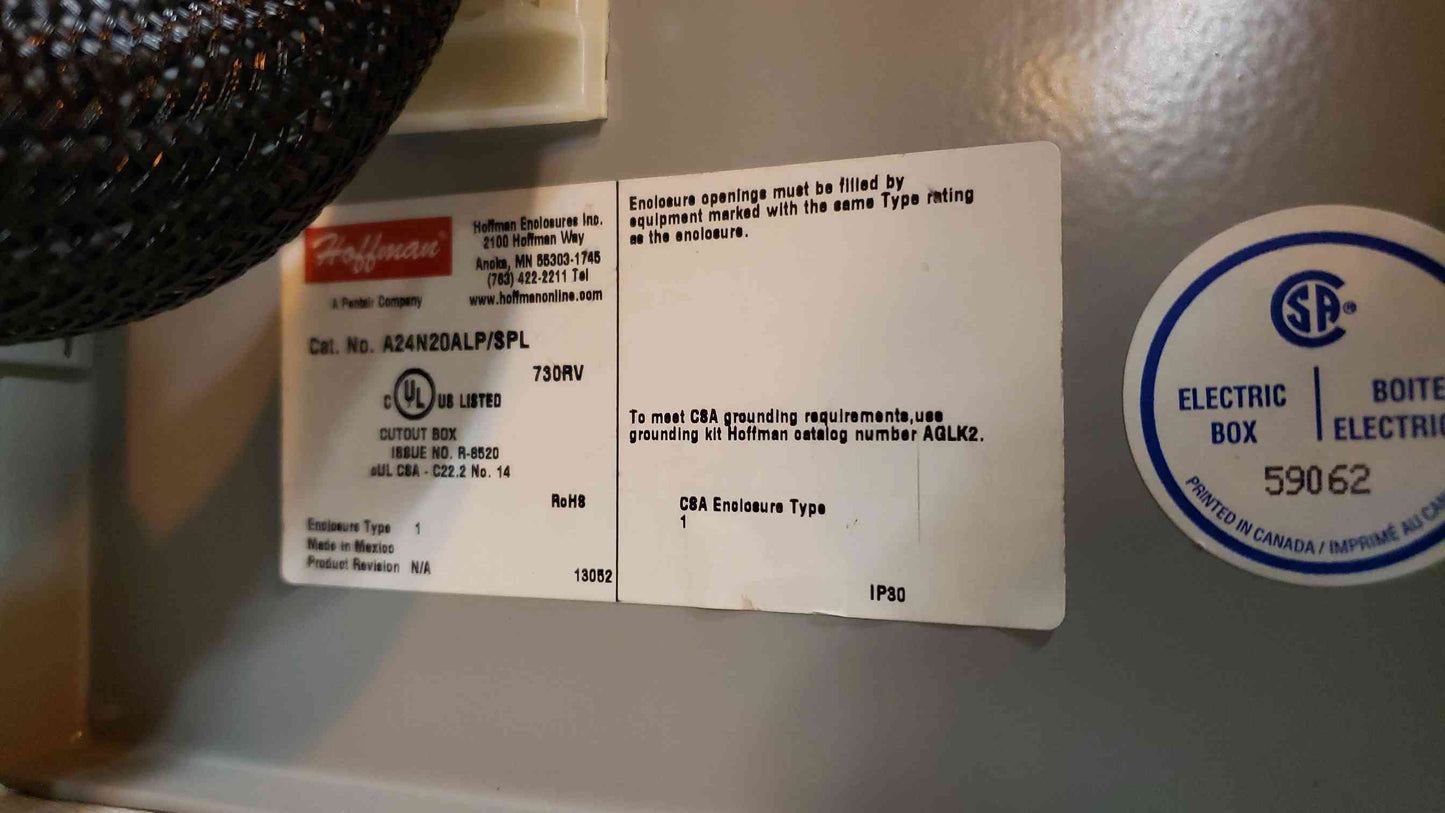 Hoffman®
A Pentair Company
Hoffman Enclosures Inc.
2100 Hoffman Way
Anoka, MN 55303-1745
(763) 422-2211 Tel
www.hoffmanonline.com
Cat. No. A24N20ALP/SPL
730RV
C UL US LISTED
CUTOUT BOX
ISSUE NO. R-8520
cUL CSA - C22.2 No. 14
RoHS
Enclosure Type 1
Made in Mexico
Product Revision N/A
13052
Enclosure openings must be filled by
equipment marked with the same Type rating
as the enclosure.
To meet CSA grounding requirements,use
grounding kit Hoffman catalog number AGLK2.
CSA Enclosure Type
1
IP30
CSA®
ELECTRIC
BOX
BOITE
59062
PRINTED IN CANADA / IMPRIMÉ AU